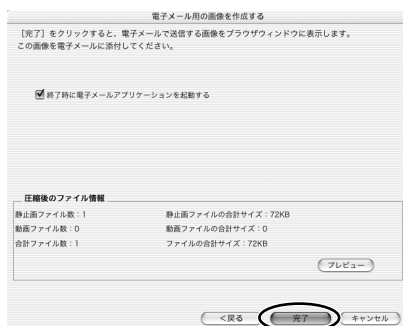 電子メール用の画像を作成する
［完了］をクリックすると、電子メールで送信する画像をブラウザウィンドウに表示します。
この画像を電子メールに添付してください。
終了時に電子メールアプリケーションを起動する
圧縮後のファイル情報
静止画ファイル数：1 静止画ファイルの合計サイズ：72KB
動画ファイル数：0 動画ファイルの合計サイズ：0
合計ファイル数：1 ファイルの合計サイズ：72KB
プレビュー
<戻る 完了 キャンセル